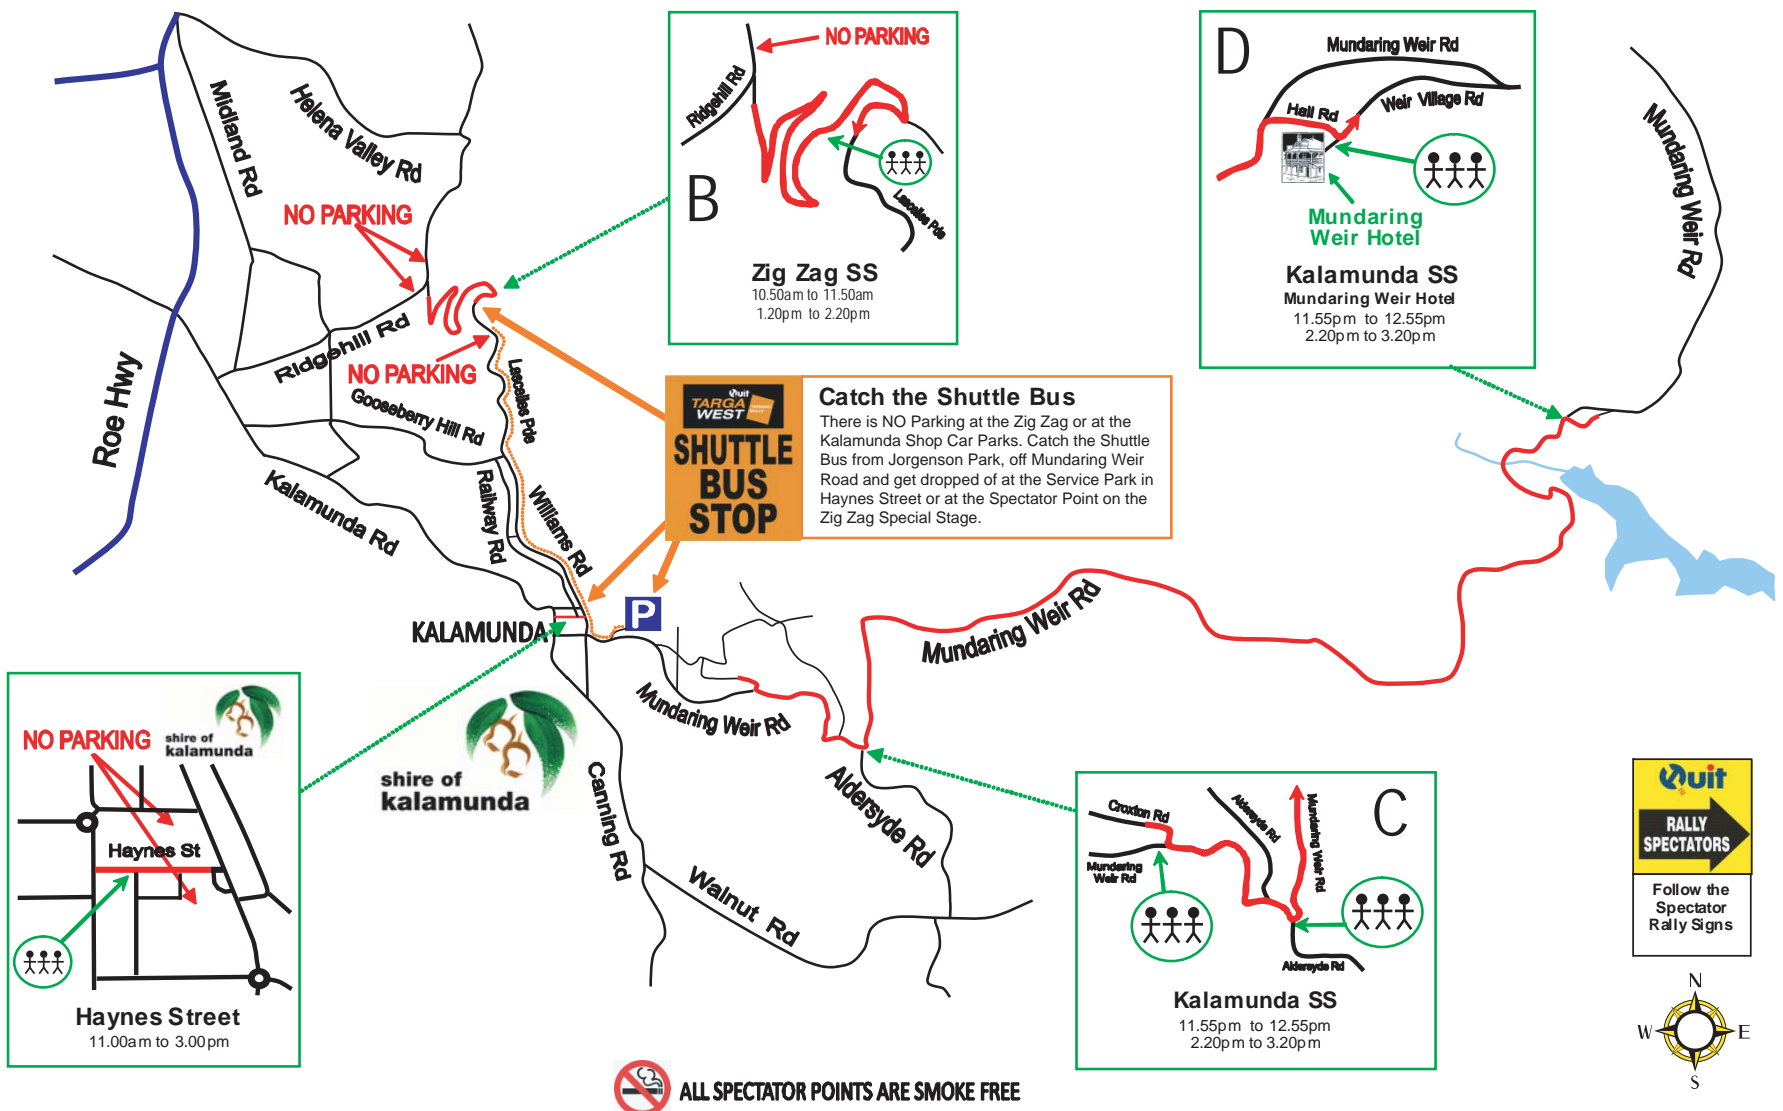 Midland Rd
Helena Valley Rd
NO PARKING
Ridgehill Rd
NO PARKING
Gooseberry Hill Rd
Lascelles Pde
Roe Hwy
Kalamunda Rd
Railway Rd
Williams Rd
KALAMUNDA
P
Mundaring Weir Rd
Mundaring Weir Rd
Mundaring Weir Rd
Canning Rd
Aldersyde Rd
Walnut Rd
shire of
kalamunda
NO PARKING
Ridgehill Rd
B
Lascelles Pde
Zig Zag SS
10.50am to 11.50am
1.20pm to 2.20pm
D
Mundaring Weir Rd
Hall Rd
Weir Village Rd
Mundaring
Weir Hotel
Kalamunda SS
Mundaring Weir Hotel
11.55pm to 12.55pm
2.20pm to 3.20pm
Quit
TARGA
WEST
SHUTTLE
BUS
STOP
Catch the Shuttle Bus
There is NO Parking at the Zig Zag or at the
Kalamunda Shop Car Parks. Catch the Shuttle
Bus from Jorgenson Park, off Mundaring Weir
Road and get dropped of at the Service Park in
Haynes Street or at the Spectator Point on the
Zig Zag Special Stage.
shire of
kalamunda
NO PARKING
Haynes St
Haynes Street
11.00am to 3.00pm
C
Croxton Rd
Aldersyde Rd
Mundaring Weir Rd
Mundaring
Weir Rd
Aldersyde Rd
Kalamunda SS
11.55pm to 12.55pm
2.20pm to 3.20pm
Quit
RALLY
SPECTATORS
Follow the
Spectator
Rally Signs
N
W E
S
ALL SPECTATOR POINTS ARE SMOKE FREE